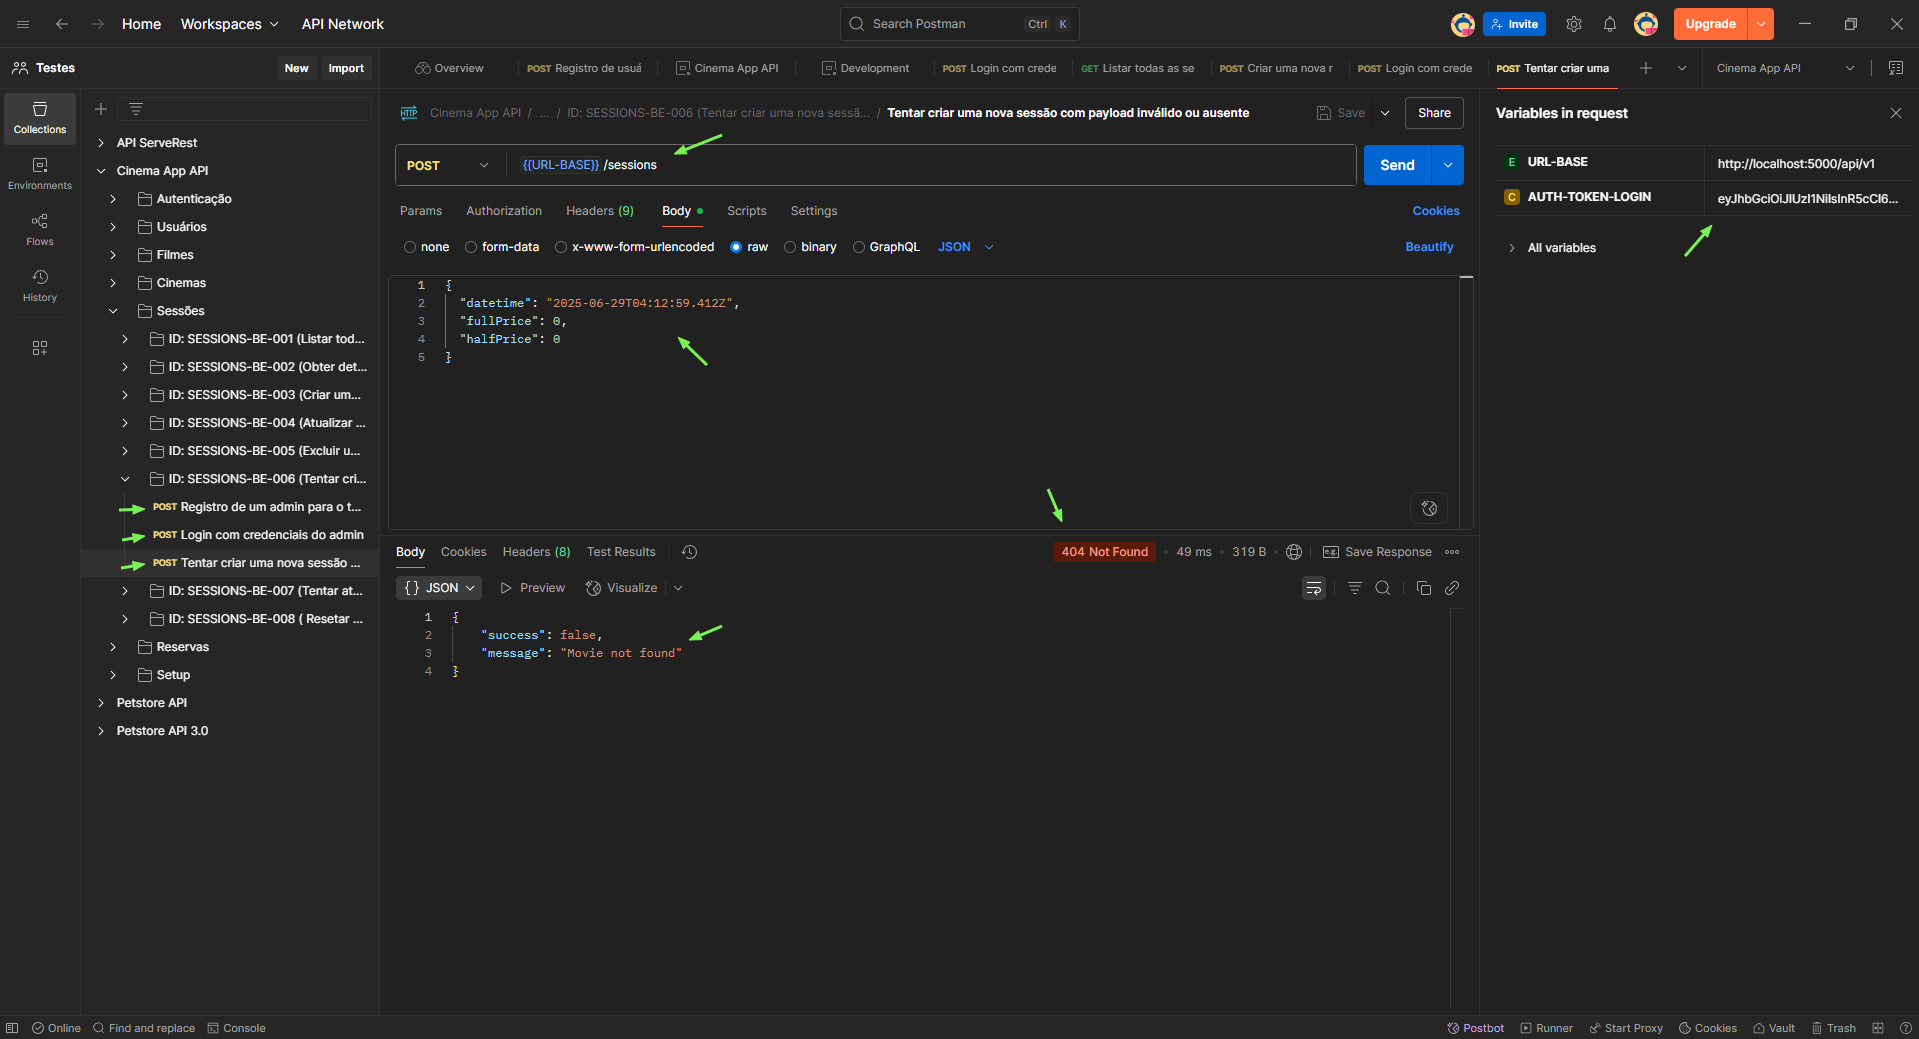 Home
Workspaces
API Network
Search Postman
Ctrl
K
Invite
Upgrade
Testes
New
Import
Overview
POST Registro de usuá
Cinema App API
Development
POST Login com crede
GET Listar todas as se
POST Criar uma nova r
POST Login com crede
POST Tentar criar uma
Cinema App API
Collections
Environments
Flows
History
API ServeRest
Cinema App API
Autenticação
Usuários
Filmes
Cinemas
Sessões
ID: SESSIONS-BE-001 (Listar tod...
ID: SESSIONS-BE-002 (Obter det...
ID: SESSIONS-BE-003 (Criar um...
ID: SESSIONS-BE-004 (Atualizar ...
ID: SESSIONS-BE-005 (Excluir u...
ID: SESSIONS-BE-006 (Tentar cri...
POST Registro de um admin para o t...
POST Login com credenciais do admin
POST Tentar criar uma nova sessão ...
ID: SESSIONS-BE-007 (Tentar at...
ID: SESSIONS-BE-008 ( Resetar ...
Reservas
Setup
Petstore API
Petstore API 3.0
HTTP
Cinema App API / ... / ID: SESSIONS-BE-006 (Tentar criar uma nova sessã... / Tentar criar uma nova sessão com payload inválido ou ausente
Save
Share
POST
{{URL-BASE}} /sessions
Send
Params
Authorization
Headers (9)
Body
Scripts
Settings
Cookies
none
form-data
x-www-form-urlencoded
raw
binary
GraphQL
JSON
Beautify
1 {
2 "datetime": "2025-06-29T04:12:59.412Z",
3 "fullPrice": 0,
4 "halfPrice": 0
5 }
Body
Cookies
Headers (8)
Test Results
404 Not Found
49 ms
319 B
e.g.
Save Response
{} JSON
Preview
Visualize
1 {
2 "success": false,
3 "message": "Movie not found"
4 }
Variables in request
E URL-BASE
http://localhost:5000/api/v1
C AUTH-TOKEN-LOGIN
eyJhbGciOiJIUzI1NiIsInR5cCI6...
All variables
Online
Find and replace
Console
Postbot
Runner
Start Proxy
Cookies
Vault
Trash